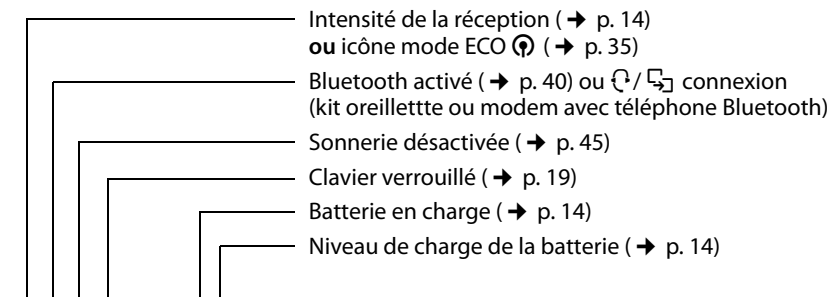 Intensité de la réception ( ➔ p. 14)
ou icône mode ECO ( ➔ p. 35)
Bluetooth activé ( ➔ p. 40) ou / connexion
(kit oreillettte ou modem avec téléphone Bluetooth)
Sonnerie désactivée ( ➔ p. 45)
Clavier verrouillé ( ➔ p. 19)
Batterie en charge ( ➔ p. 14)
Niveau de charge de la batterie ( ➔ p. 14)